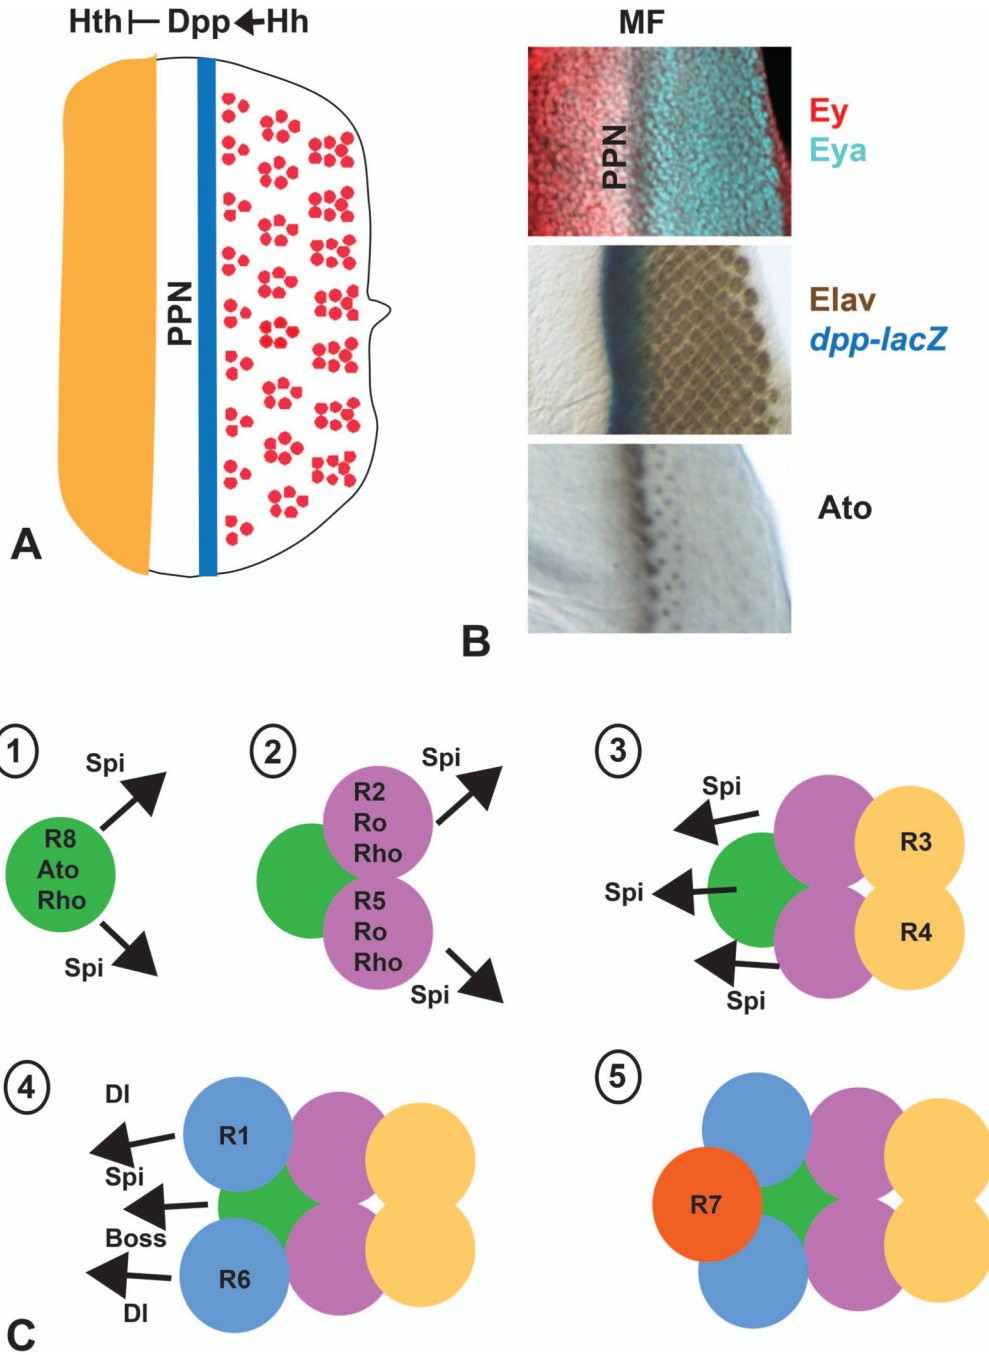 Hth Dpp Hh
PPN
A
MF
PPN
Ey
Eya
Elav
dpp-lacZ
Ato
B
1
Spi
R8
Ato
Rho
Spi
2
Spi
R2
Ro
Rho
R5
Ro
Rho
Spi
3
Spi
Spi
Spi
R3
R4
4
Dl
R1
Spi
Boss
R6
Dl
5
R7
C